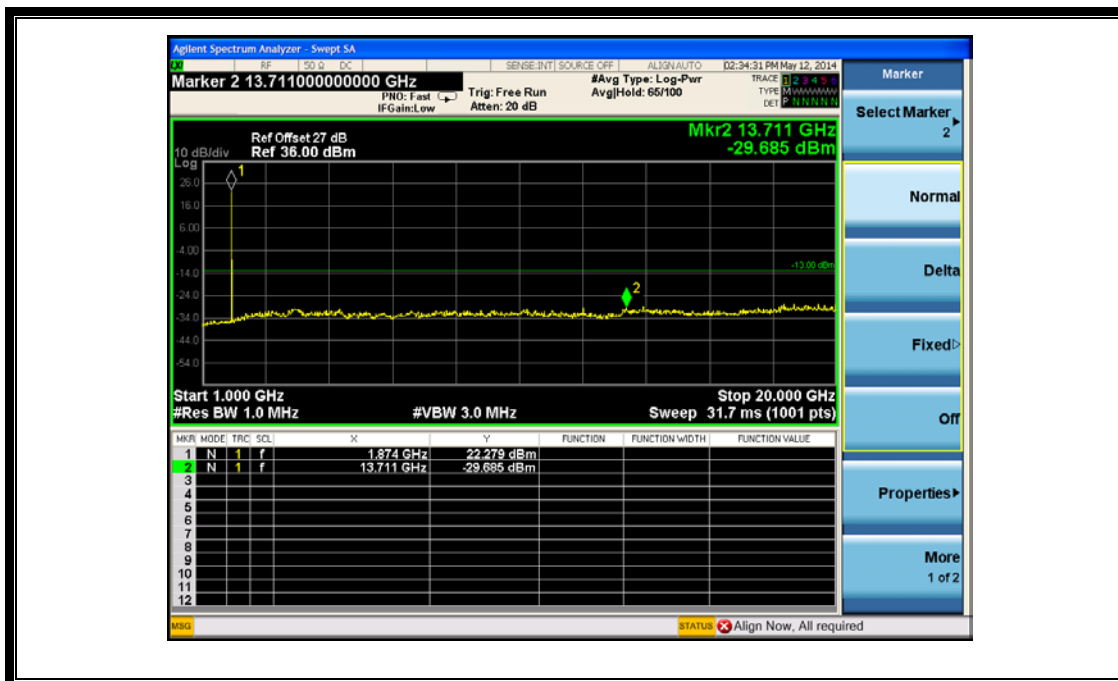 Agilent Spectrum Analyzer - Swept SA
RF 50 Ω DC SENSE:INT SOURCE OFF ALIGN AUTO 02:34:31 PM May 12, 2014
Marker 2 13.711000000000 GHz
PNO: Fast
IFGain:Low
Trig: Free Run
Atten: 20 dB
#Avg Type: Log-Pwr
Avg|Hold: 65/100
TRACE 1 2 3 4 5 6
TYPE MWWWWW
DET P N N N N N
Ref Offset 27 dB
Ref 36.00 dBm
10 dB/div
Log
Mkr2 13.711 GHz
-29.685 dBm
1
26.0
16.0
6.00
-4.00
-13.00 dBm
-14.0
2
-24.0
-34.0
-44.0
-54.0
Start 1.000 GHz Stop 20.000 GHz
#Res BW 1.0 MHz #VBW 3.0 MHz Sweep 31.7 ms (1001 pts)
MKR MODE TRC SCL X Y FUNCTION FUNCTION WIDTH FUNCTION VALUE
1 N 1 f 1.874 GHz 22.279 dBm
2 N 1 f 13.711 GHz -29.685 dBm
3
4
5
6
7
8
9
10
11
12
MSG STATUS Align Now, All required
Marker
Select Marker
2
Normal
Delta
Fixed
Off
Properties
More
1 of 2